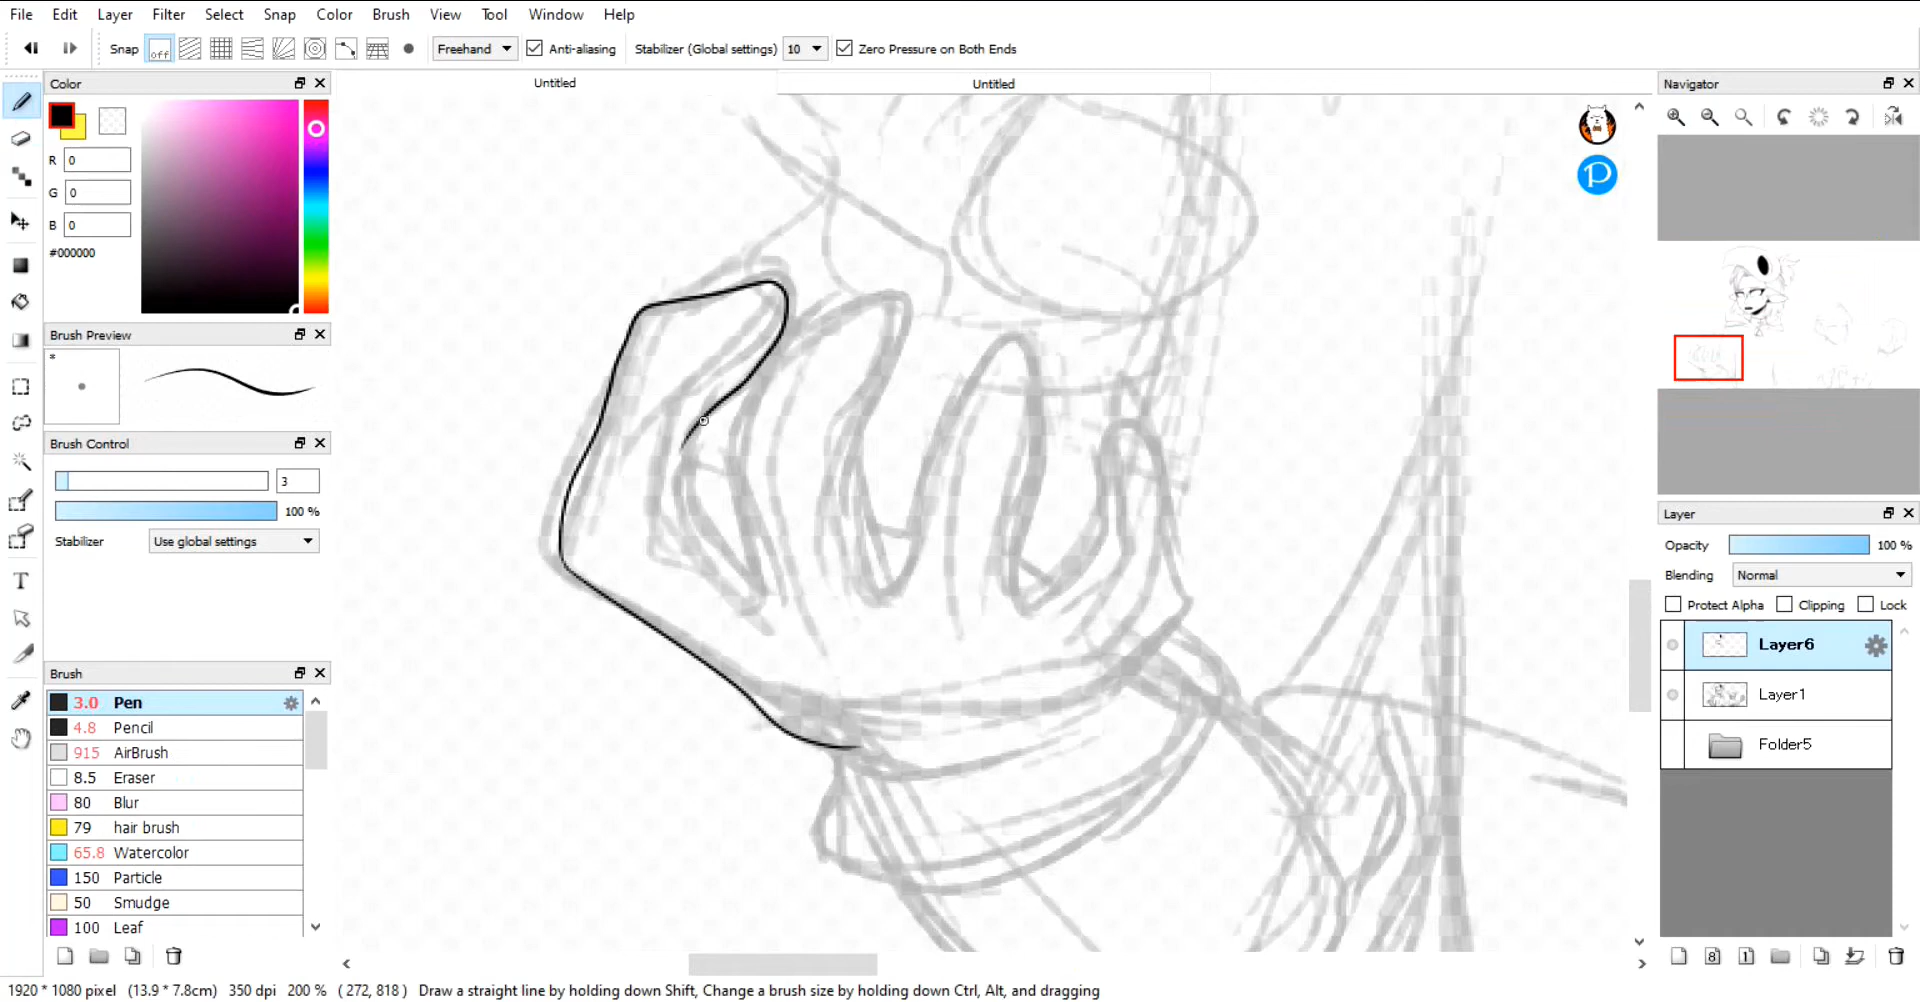 File Edit Layer Filter Select Snap Color Brush View Tool Window Help
Snap off Freehand Anti-aliasing Stabilizer (Global settings) 10 Zero Pressure on Both Ends
Color
Untitled
Untitled
Navigator
R 0
G 0
B 0
#000000
P
Brush Preview
*
Brush Control
3
100 %
Stabilizer Use global settings
Brush
3.0 Pen
4.8 Pencil
915 AirBrush
8.5 Eraser
80 Blur
79 hair brush
65.8 Watercolor
150 Particle
50 Smudge
100 Leaf
T
Layer
Opacity 100 %
Blending Normal
Protect Alpha Clipping Lock
Layer6
Layer1
Folder5
8 1
1920 * 1080 pixel (13.9 * 7.8cm) 350 dpi 200 % ( 272, 818 ) Draw a straight line by holding down Shift, Change a brush size by holding down Ctrl, Alt, and dragging